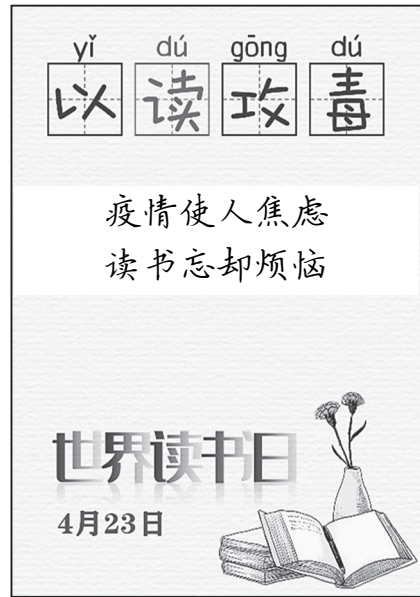 yǐ dú gōng dú
以读攻毒
疫情使人焦虑
读书忘却烦恼
世界读书日
4月23日